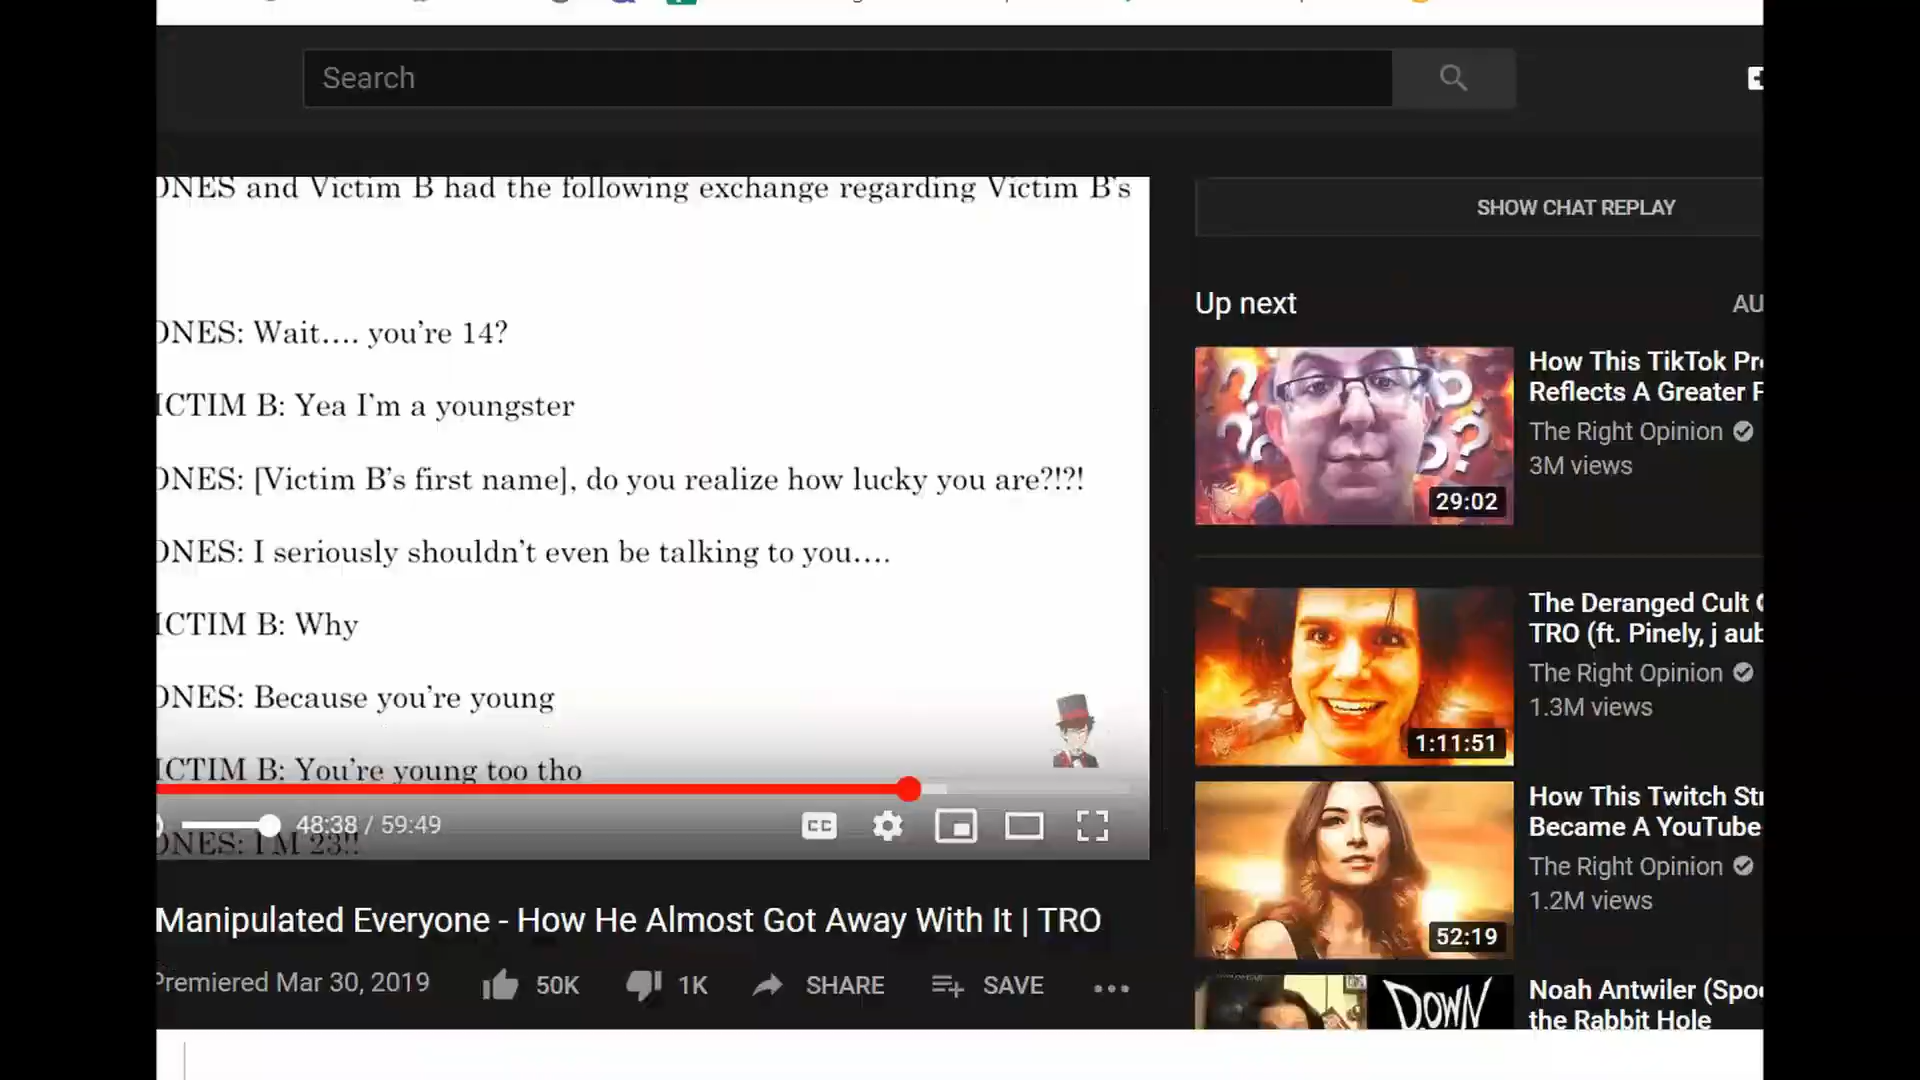 Search
ONES and Victim B had the following exchange regarding Victim B's
ONES: Wait.... you're 14?
ICTIM B: Yea I'm a youngster
ONES: [Victim B's first name], do you realize how lucky you are?!?!
ONES: I seriously shouldn't even be talking to you....
ICTIM B: Why
ONES: Because you're young
ICTIM B: You're young too tho
ONES: I'M 23!!
48:38 / 59:49
CC
Manipulated Everyone - How He Almost Got Away With It | TRO
Premiered Mar 30, 2019
50K
1K
SHARE
SAVE
SHOW CHAT REPLAY
Up next
AU
29:02
How This TikTok Pr
Reflects A Greater
The Right Opinion
3M views
1:11:51
The Deranged Cult
TRO (ft. Pinely, j aub
The Right Opinion
1.3M views
52:19
How This Twitch St
Became A YouTube
The Right Opinion
1.2M views
DOWN
Noah Antwiler (Spo
the Rabbit Hole